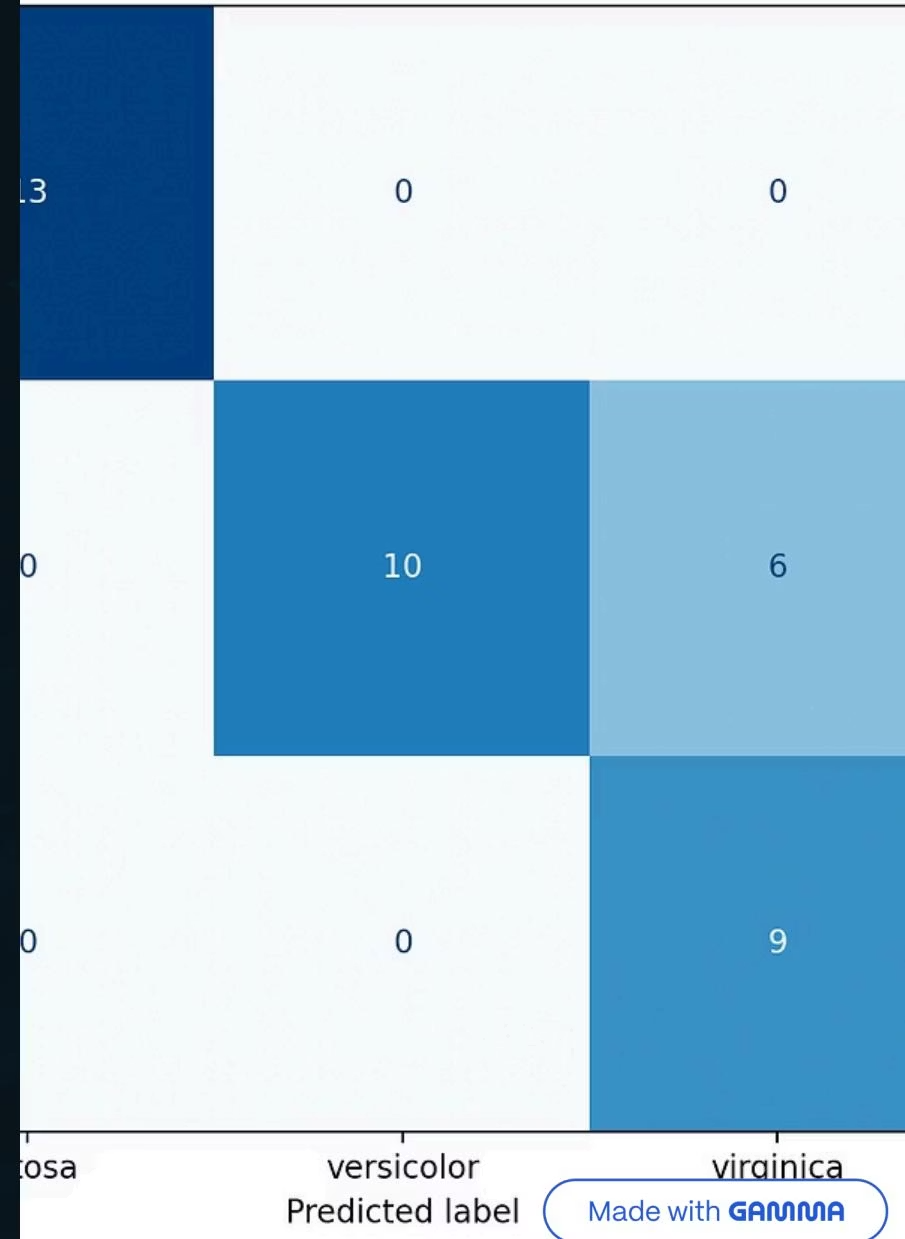 13 0 0
0 10 6
0 0 9
tosa versicolor virginica
Predicted label
Made with GAMMA